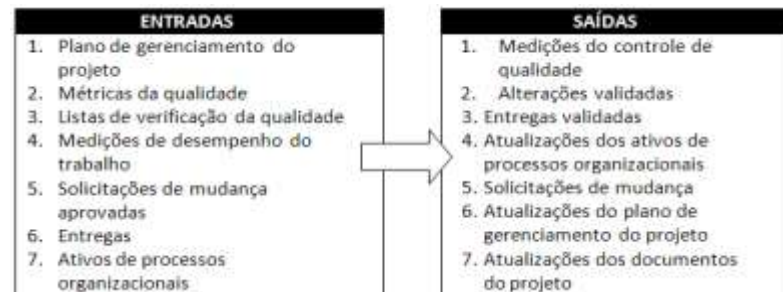 ENTRADAS
1. Plano de gerenciamento do
projeto
2. Métricas da qualidade
3. Listas de verificação da qualidade
4. Medições de desempenho do
trabalho
5. Solicitações de mudança
aprovadas
6. Entregas
7. Ativos de processos
organizacionais
SAÍDAS
1. Medições do controle de
qualidade
2. Alterações validadas
3. Entregas validadas
4. Atualizações dos ativos de
processos organizacionais
5. Solicitações de mudança
6. Atualizações do plano de
gerenciamento do projeto
7. Atualizações dos documentos
do projeto